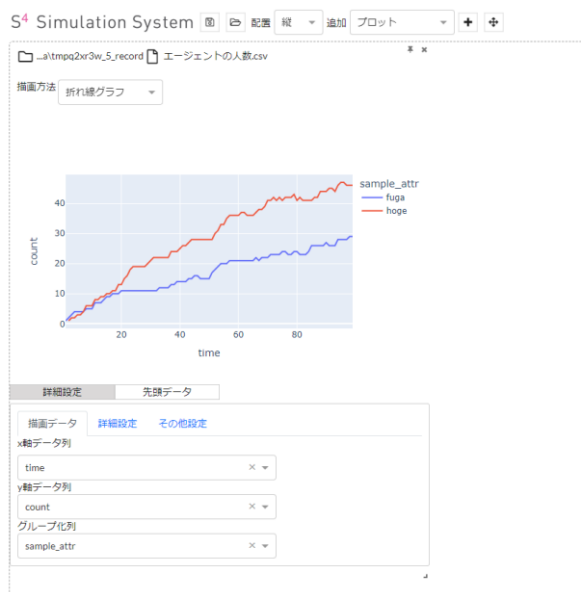 S4 Simulation System 配置 縦 追加 プロット
…a\tmpq2xr3w_5_record エージェントの人数.csv
描画方法 折れ線グラフ
sample_attr
fuga
hoge
count
40
30
20
10
0
20 40 60 80
time
詳細設定 先頭データ
描画データ 詳細設定 その他設定
x軸データ列
time
y軸データ列
count
グループ化列
sample_attr